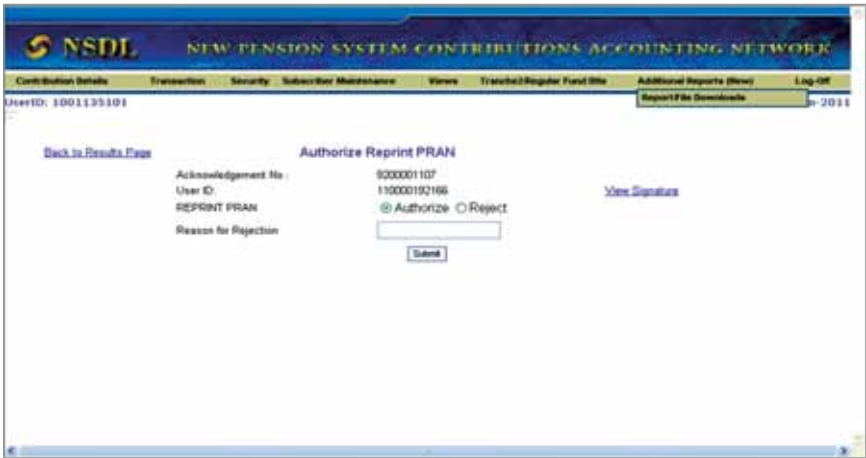 NSDL NEW PENSION SYSTEM CONTRIBUTIONS ACCOUNTING NETWORK
Contribution Details Transaction Security Subscriber Maintenance Views Additional Reports (New) Log-Off
UserID: 1001135101 Report/File Downloads -2011
Back to Results Page Authorize Reprint PRAN
Acknowledgement No : 9200001107
User ID: 110000192166 View Signature
REPRINT PRAN Authorize Reject
Reason for Rejection
Submit